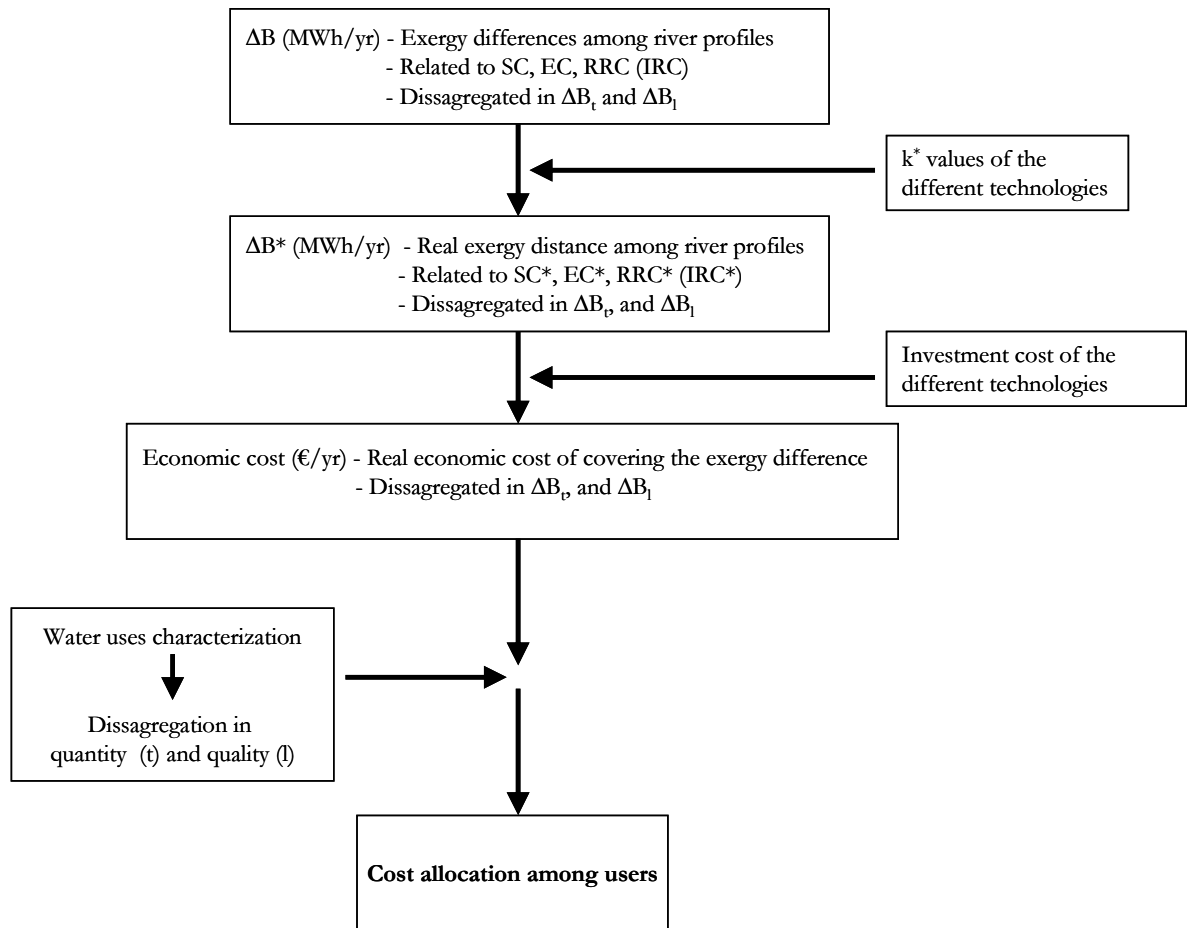 ΔB (MWh/yr) - Exergy differences among river profiles
- Related to SC, EC, RRC (IRC)
- Dissagregated in ΔBt and ΔBl
k* values of the
different technologies
ΔB* (MWh/yr) - Real exergy distance among river profiles
- Related to SC*, EC*, RRC* (IRC*)
- Dissagregated in ΔBt, and ΔBl
Investment cost of the
different technologies
Economic cost (€/yr) - Real economic cost of covering the exergy difference
- Dissagregated in ΔBt, and ΔBl
Water uses characterization
Dissagregation in
quantity (t) and quality (l)
Cost allocation among users